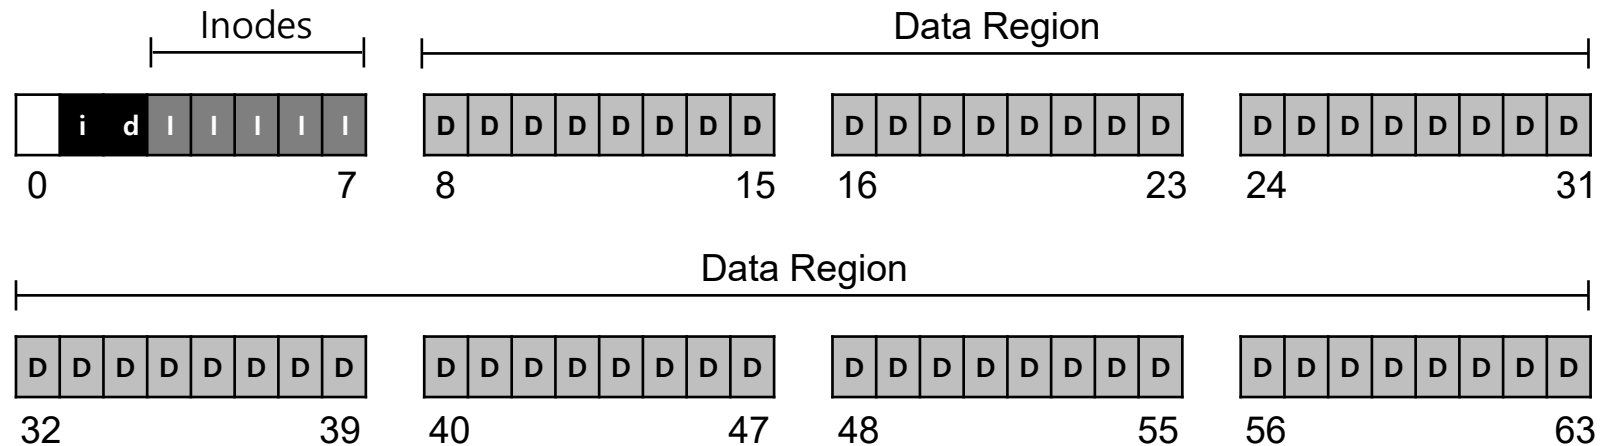 Inodes Data Region
i d I I I I I D D D D D D D D D D D D D D D D D D D D D D D D
0 7 8 15 16 23 24 31
Data Region
D D D D D D D D D D D D D D D D D D D D D D D D D D D D D D D D
32 39 40 47 48 55 56 63